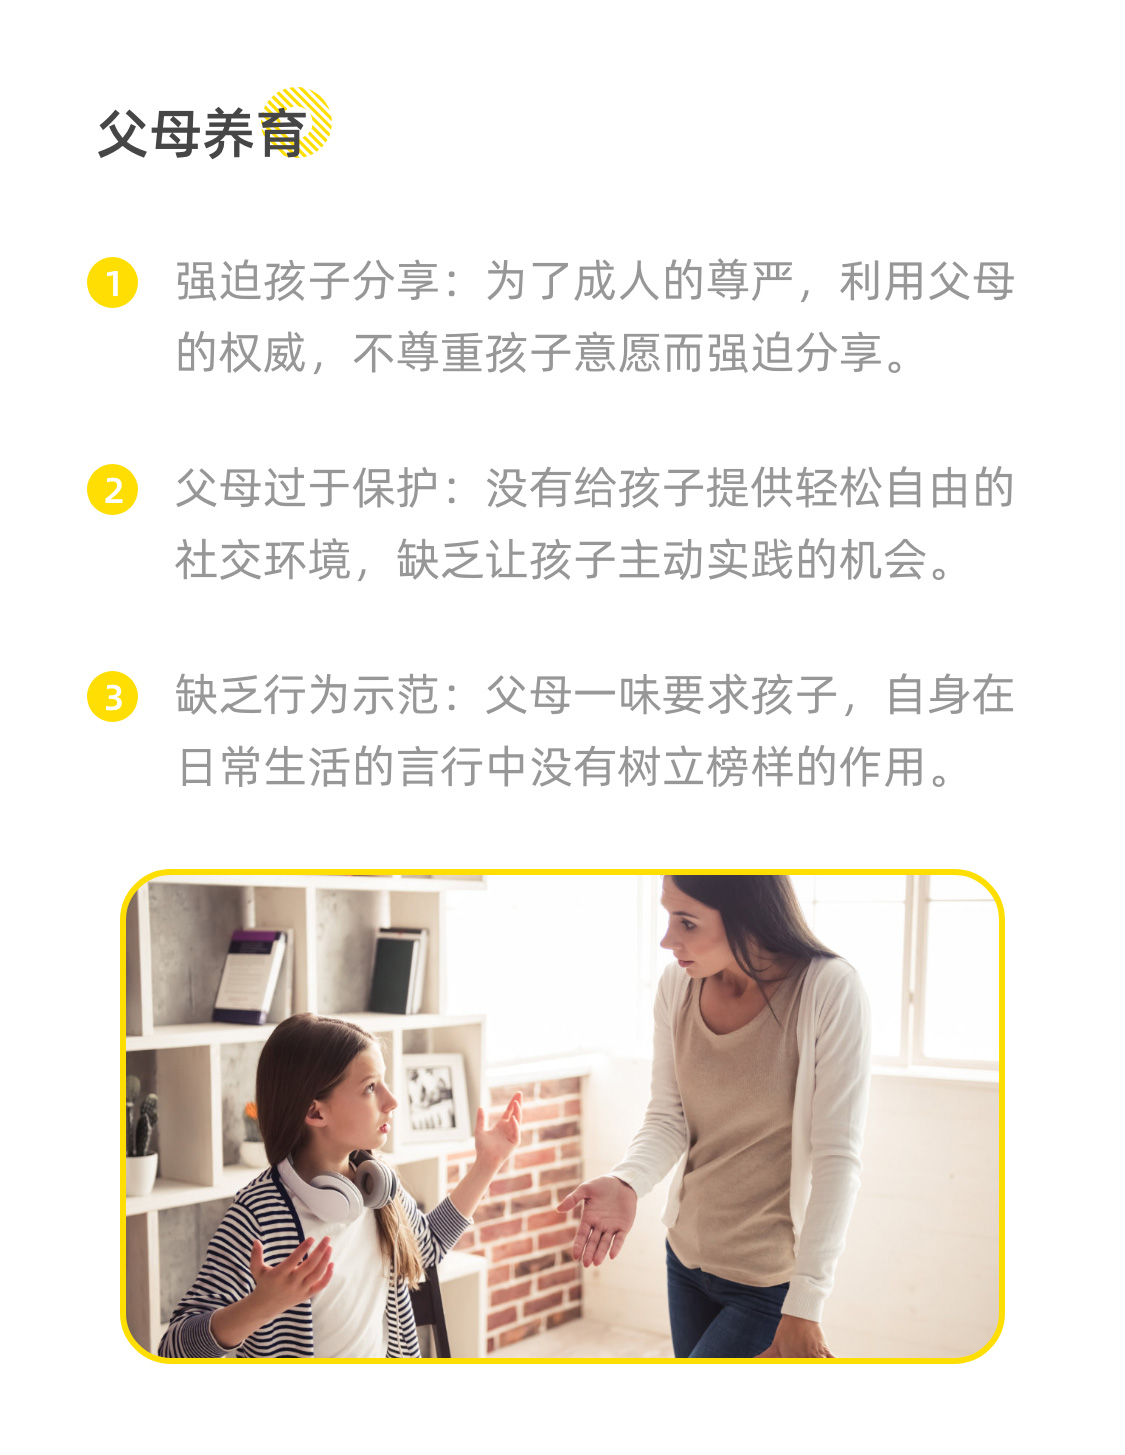 父母养育
1 强迫孩子分享：为了成人的尊严，利用父母
的权威，不尊重孩子意愿而强迫分享。
2 父母过于保护：没有给孩子提供轻松自由的
社交环境，缺乏让孩子主动实践的机会。
3 缺乏行为示范：父母一味要求孩子，自身在
日常生活的言行中没有树立榜样的作用。